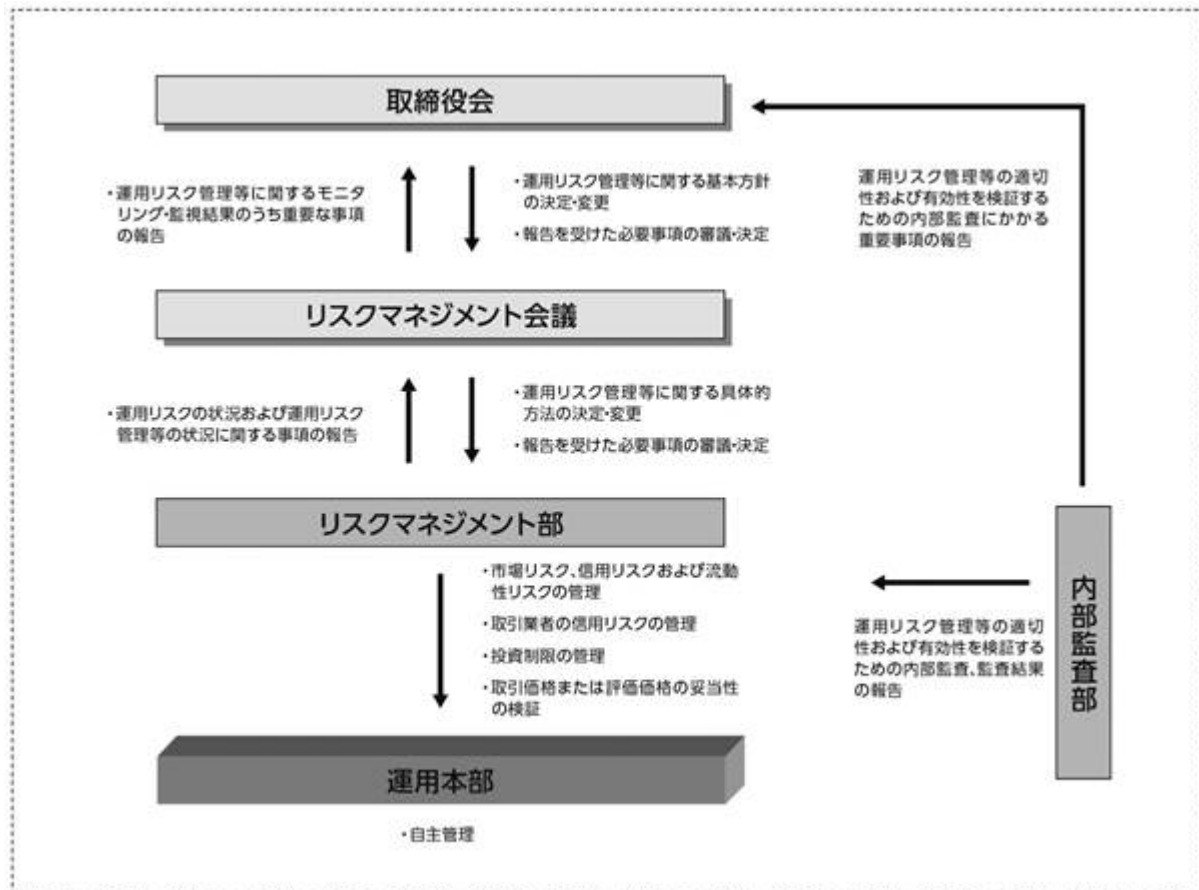 取締役会
・運用リスク管理等に関するモニタ
リング・監視結果のうち重要な事項
の報告
・運用リスク管理等に関する基本方針
の決定・変更
・報告を受けた必要事項の審議・決定
運用リスク管理等の適切
性および有効性を検証する
ための内部監査にかかる
重要事項の報告
リスクマネジメント会議
・運用リスクの状況および運用リスク
管理等の状況に関する事項の報告
・運用リスク管理等に関する具体的
方法の決定・変更
・報告を受けた必要事項の審議・決定
リスクマネジメント部
・市場リスク、信用リスクおよび流動
性リスクの管理
・取引業者の信用リスクの管理
・投資制限の管理
・取引価格または評価価格の妥当性
の検証
運用リスク管理等の適切
性および有効性を検証する
ための内部監査、監査結果
の報告
内部監査部
運用本部
・自主管理